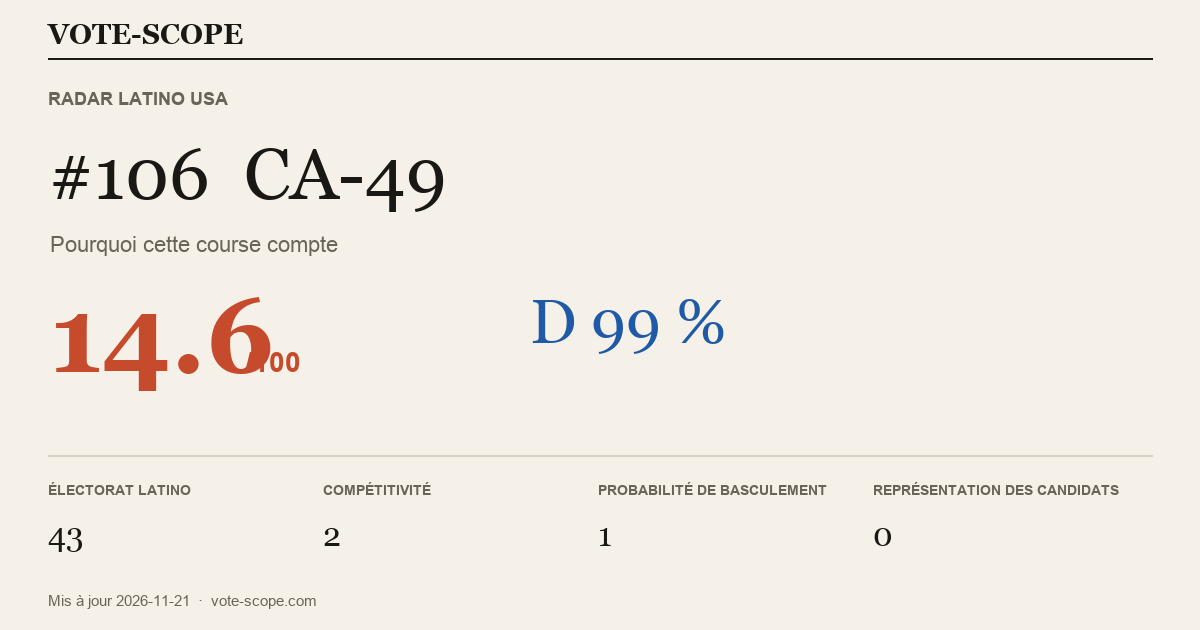 VOTE-SCOPE
RADAR LATINO USA
#106 CA-49
Pourquoi cette course compte
14.6/100
D 99 %
ÉLECTORAT LATINO
COMPÉTITIVITÉ
PROBABILITÉ DE BASCULEMENT
REPRÉSENTATION DES CANDIDATS
43
2
1
0
Mis à jour 2026-11-21 · vote-scope.com